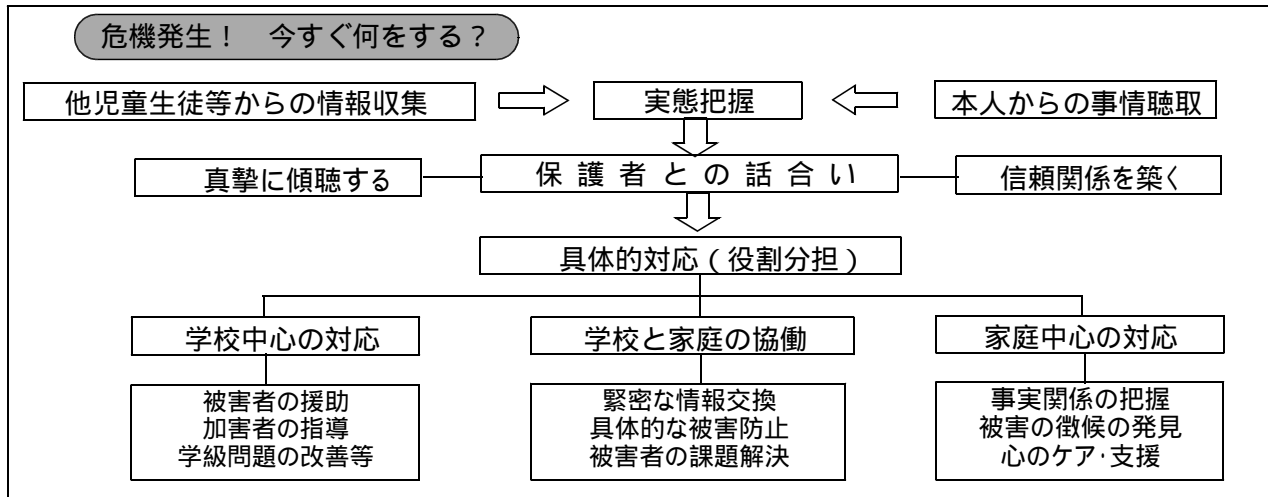 危機発生！　今すぐ何をする？
他児童生徒等からの情報収集
実態把握
本人からの事情聴取
真摯に傾聴する
保護者との話合い
信頼関係を築く
具体的対応（役割分担）
学校中心の対応
学校と家庭の協働
家庭中心の対応
被害者の援助
加害者の指導
学級問題の改善等
緊密な情報交換
具体的な被害防止
被害者の課題解決
事実関係の把握
被害の徴候の発見
心のケア・支援